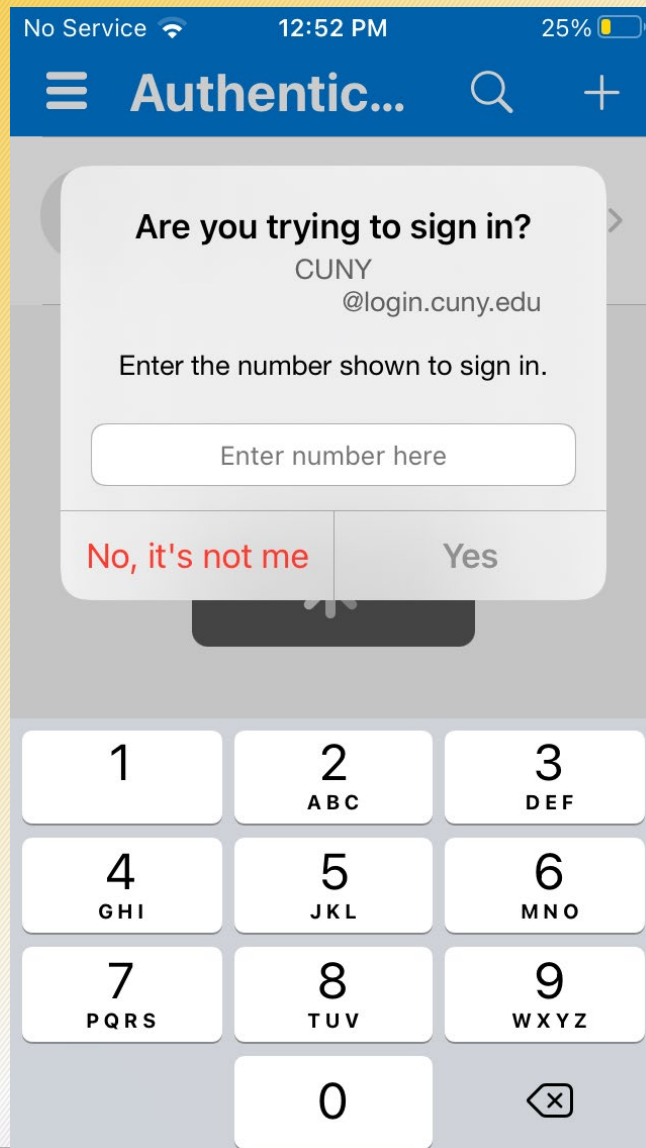 No Service 12:52 PM 25%
Authentic...
Are you trying to sign in?
CUNY
@login.cuny.edu
Enter the number shown to sign in.
Enter number here
No, it's not me Yes
1 2 3
ABC DEF
4 5 6
GHI JKL MNO
7 8 9
PQRS TUV WXYZ
0